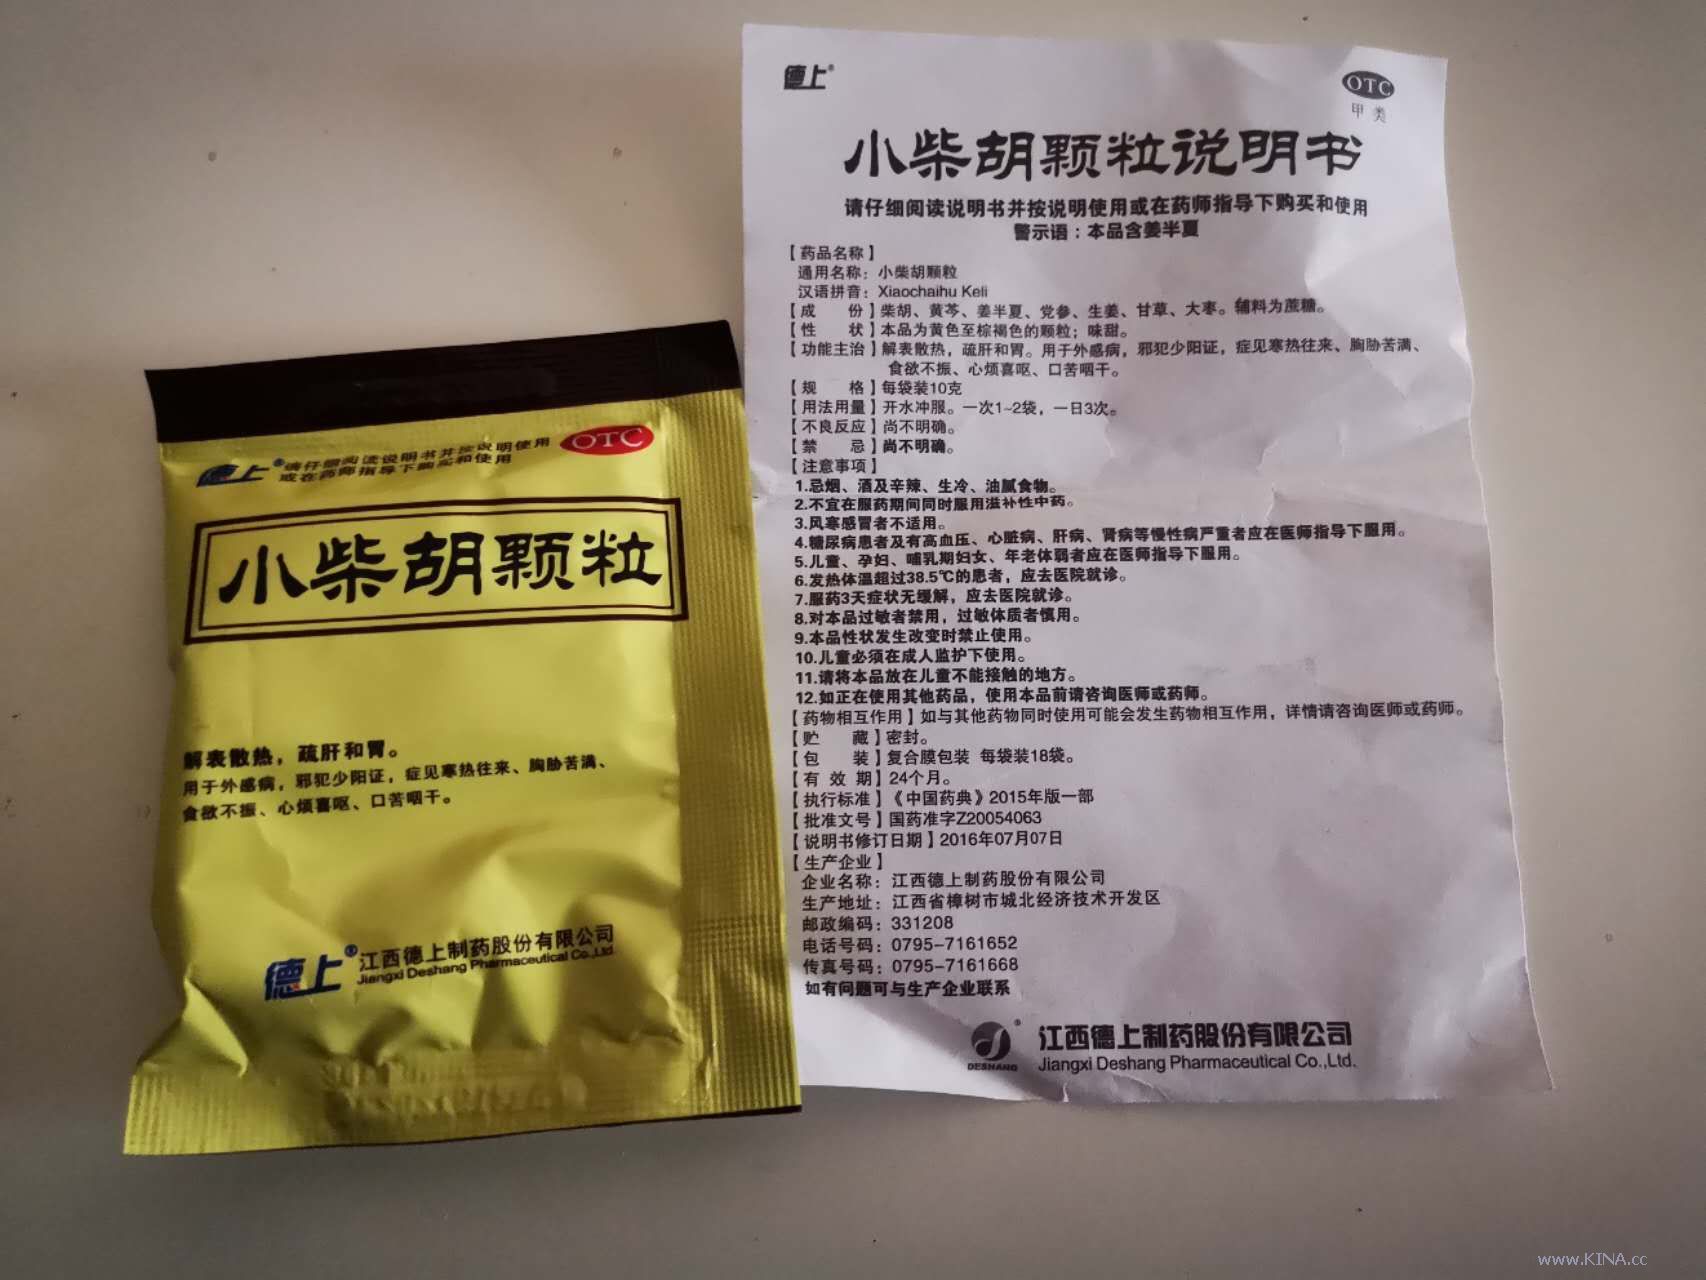 德上®
请仔细阅读说明书并按说明使用
或在药师指导下购买和使用
OTC
小柴胡颗粒
解表散热，疏肝和胃。
用于外感病，邪犯少阳证，症见寒热往来、胸胁苦满、
食欲不振、心烦喜呕、口苦咽干。
德上®
江西德上制药股份有限公司
Jiangxi Deshang Pharmaceutical Co.,Ltd.
德上®
OTC
甲类
小柴胡颗粒说明书
请仔细阅读说明书并按说明使用或在药师指导下购买和使用
警示语：本品含姜半夏
【药品名称】
通用名称：小柴胡颗粒
汉语拼音：Xiaochaihu Keli
【成 份】柴胡、黄芩、姜半夏、党参、生姜、甘草、大枣。辅料为蔗糖。
【性 状】本品为黄色至棕褐色的颗粒；味甜。
【功能主治】解表散热，疏肝和胃。用于外感病，邪犯少阳证，症见寒热往来、胸胁苦满、
食欲不振、心烦喜呕、口苦咽干。
【规 格】每袋装10克
【用法用量】开水冲服。一次1~2袋，一日3次。
【不良反应】尚不明确。
【禁 忌】尚不明确。
【注意事项】
1.忌烟、酒及辛辣、生冷、油腻食物。
2.不宜在服药期间同时服用滋补性中药。
3.风寒感冒者不适用。
4.糖尿病患者及有高血压、心脏病、肝病、肾病等慢性病严重者应在医师指导下服用。
5.儿童、孕妇、哺乳期妇女、年老体弱者应在医师指导下服用。
6.发热体温超过38.5℃的患者，应去医院就诊。
7.服药3天症状无缓解，应去医院就诊。
8.对本品过敏者禁用，过敏体质者慎用。
9.本品性状发生改变时禁止使用。
10.儿童必须在成人监护下使用。
11.请将本品放在儿童不能接触的地方。
12.如正在使用其他药品，使用本品前请咨询医师或药师。
【药物相互作用】如与其他药物同时使用可能会发生药物相互作用，详情请咨询医师或药师。
【贮 藏】密封。
【包 装】复合膜包装 每袋装18袋。
【有 效 期】24个月。
【执行标准】《中国药典》2015年版一部
【批准文号】国药准字Z20054063
【说明书修订日期】2016年07月07日
【生产企业】
企业名称：江西德上制药股份有限公司
生产地址：江西省樟树市城北经济技术开发区
邮政编码：331208
电话号码：0795-7161652
传真号码：0795-7161668
如有问题可与生产企业联系
DESHANG
江西德上制药股份有限公司
Jiangxi Deshang Pharmaceutical Co.,Ltd.
www.KINA.cc